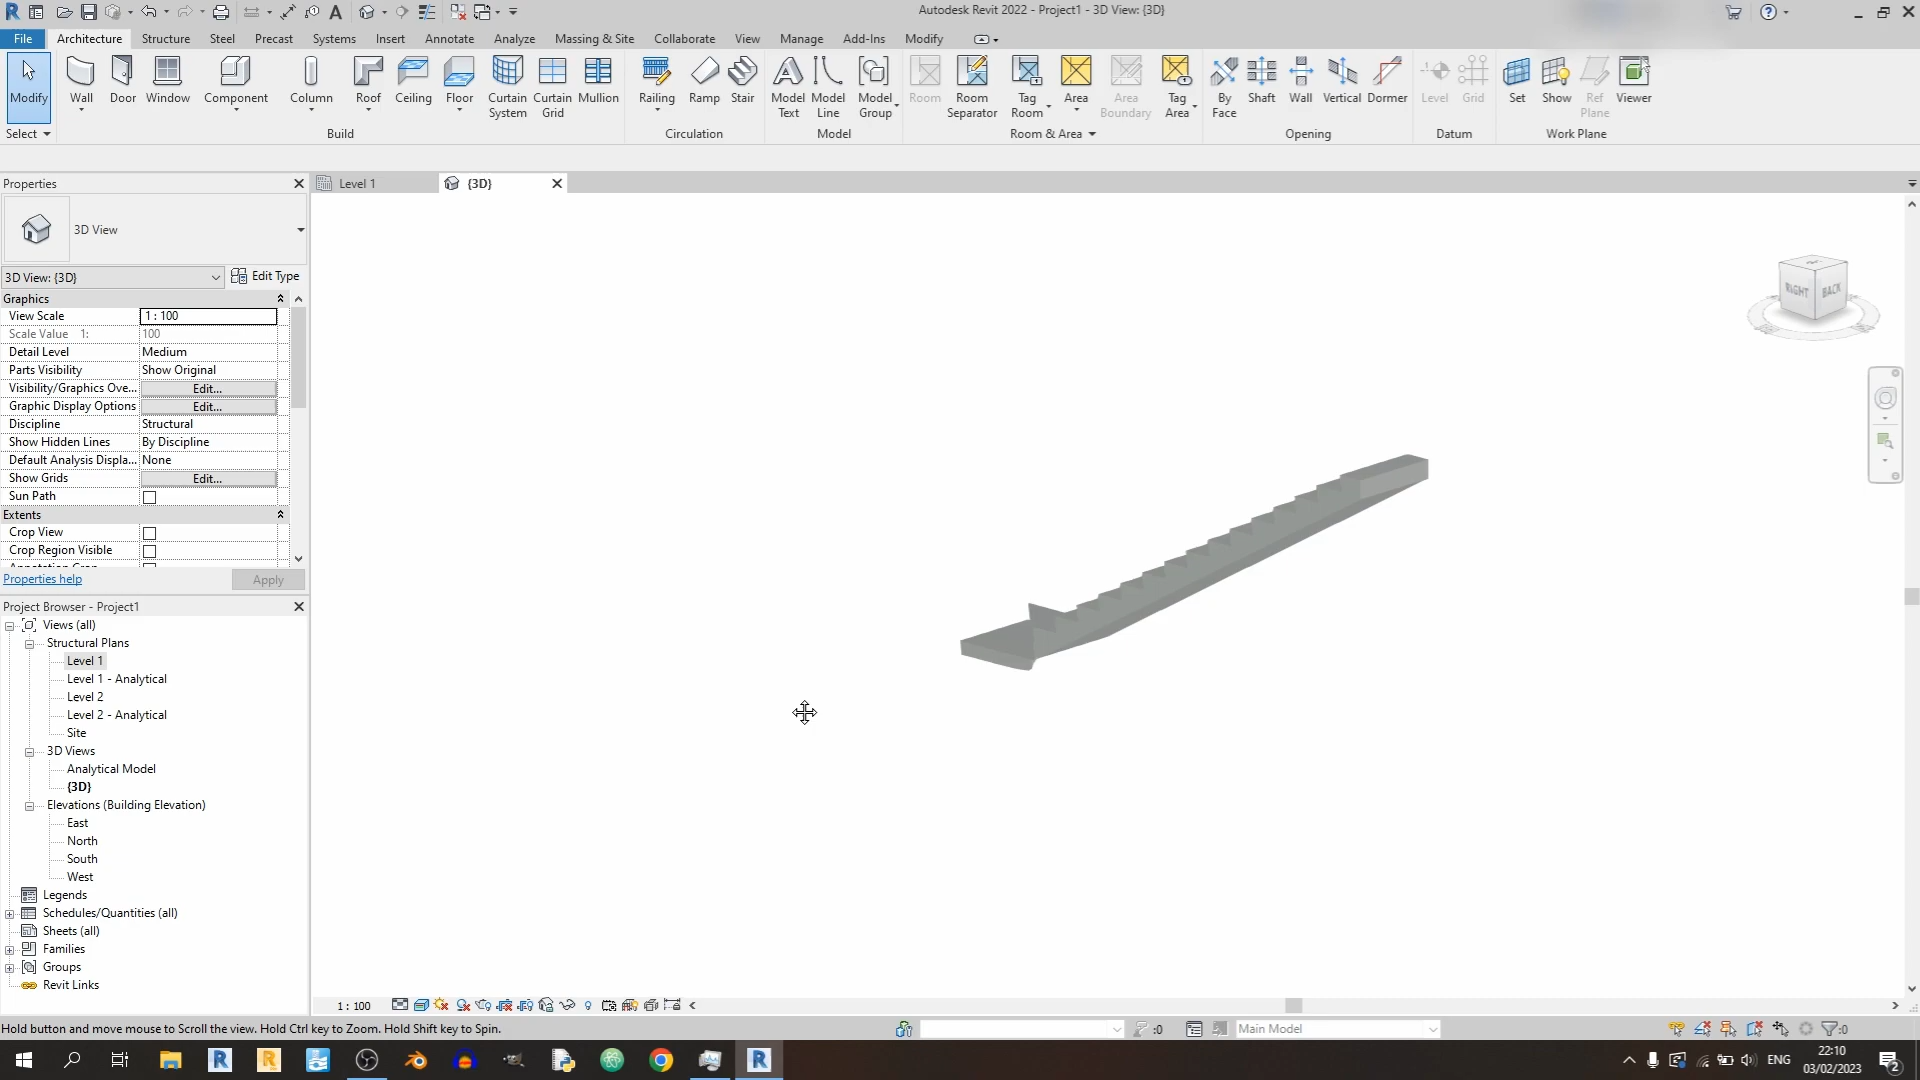 Autodesk Revit 2022 - Project1 - 3D View: {3D}
File Architecture Structure Steel Precast Systems Insert Annotate Analyze Massing & Site Collaborate View Manage Add-Ins Modify
Modify Wall Door Window Component Column Roof Ceiling Floor Curtain System Curtain Grid Mullion Railing Ramp Stair Model Text Model Line Model Group Room Room Separator Tag Room Area Area Boundary Tag Area By Face Shaft Wall Vertical Dormer Level Grid Set Show Ref Plane Viewer
Select Build Circulation Model Room & Area Opening Datum Work Plane
Properties
Level 1 {3D}
3D View
3D View: {3D} Edit Type
Graphics
View Scale 1 : 100
Scale Value 1: 100
Detail Level Medium
Parts Visibility Show Original
Visibility/Graphics Ove... Edit...
Graphic Display Options Edit...
Discipline Structural
Show Hidden Lines By Discipline
Default Analysis Displa... None
Show Grids Edit...
Sun Path
Extents
Crop View
Crop Region Visible
Properties help Apply
RIGHT BACK
Project Browser - Project1
Views (all)
Structural Plans
Level 1
Level 1 - Analytical
Level 2
Level 2 - Analytical
Site
3D Views
Analytical Model
{3D}
Elevations (Building Elevation)
East
North
South
West
Legends
Schedules/Quantities (all)
Sheets (all)
Families
Groups
Revit Links
1 : 100
Hold button and move mouse to Scroll the view. Hold Ctrl key to Zoom. Hold Shift key to Spin.
:0 Main Model :0
ENG
22:10
03/02/2023
2